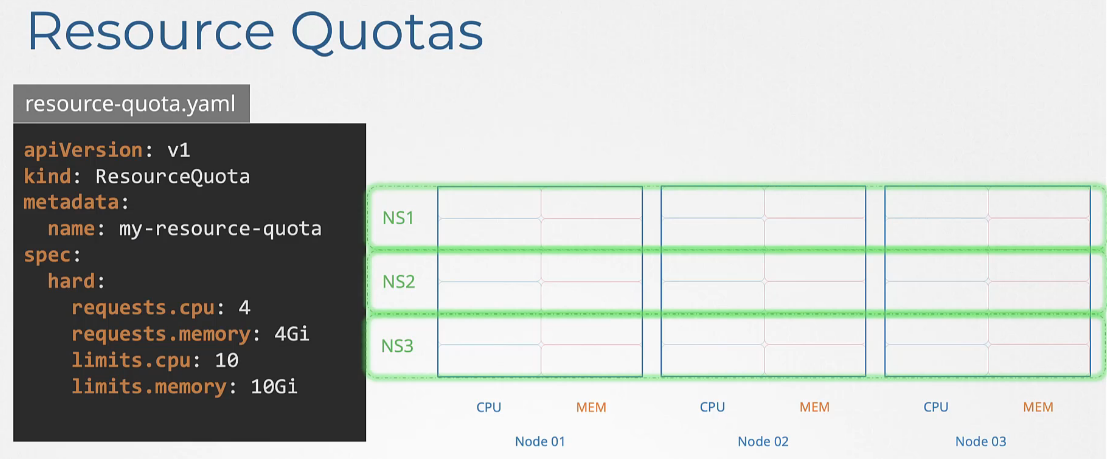 Resource Quotas
resource-quota.yaml
apiVersion: v1
kind: ResourceQuota
metadata:
  name: my-resource-quota
spec:
  hard:
    requests.cpu: 4
    requests.memory: 4Gi
    limits.cpu: 10
    limits.memory: 10Gi
NS1
NS2
NS3
CPU MEM CPU MEM CPU MEM
Node 01 Node 02 Node 03